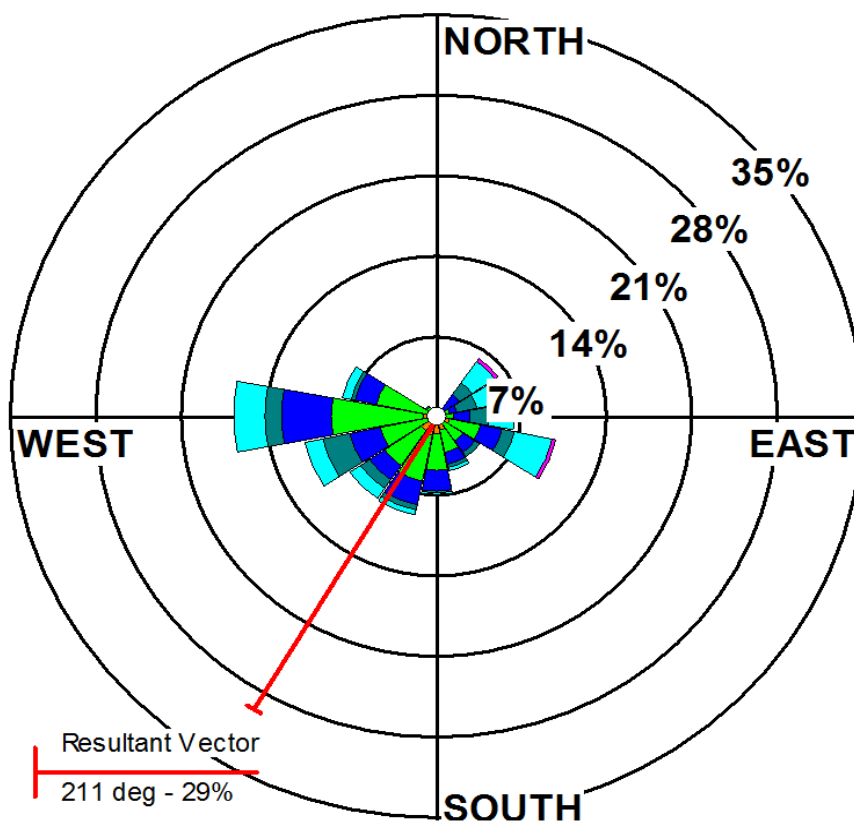 NORTH
35%
28%
21%
14%
7%
WEST
EAST
Resultant Vector
211 deg - 29%
SOUTH